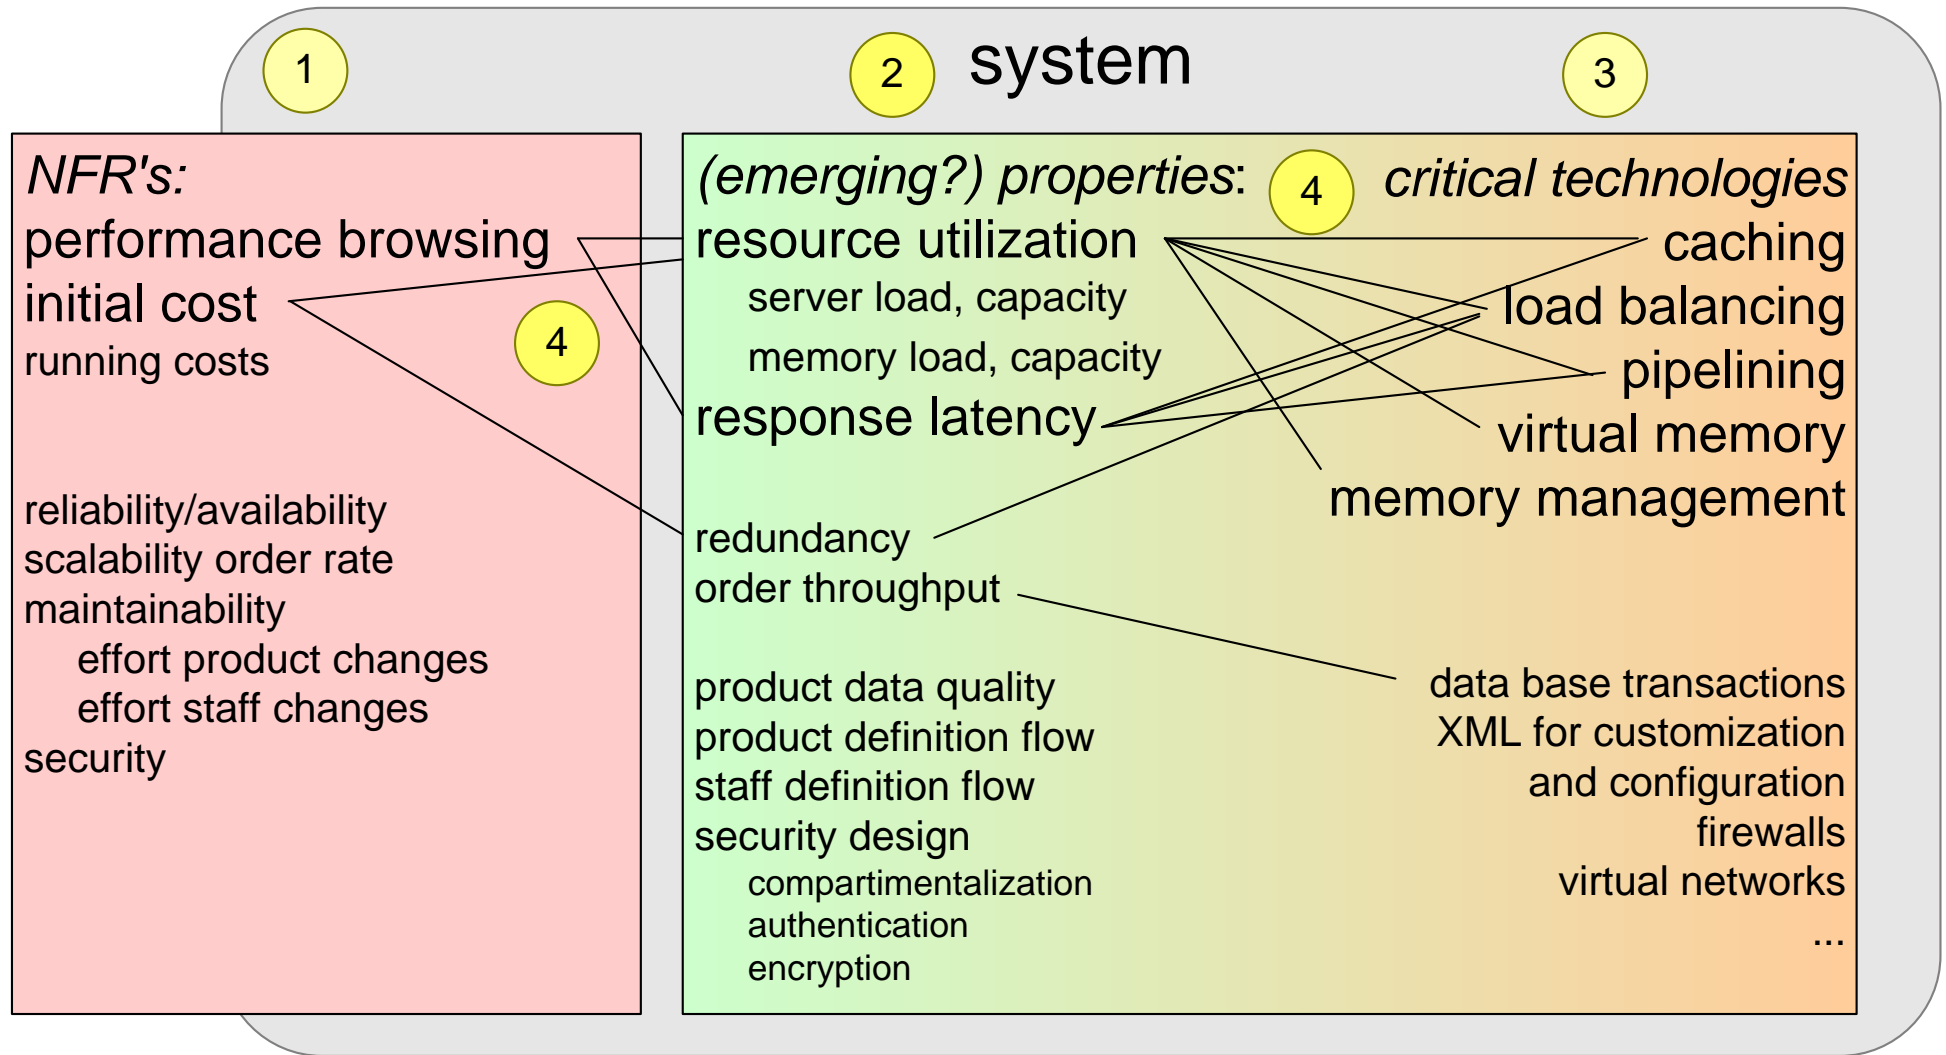 1
2
system
3
NFR's:
performance browsing
initial cost
running costs
4
reliability/availability
scalability order rate
maintainability
effort product changes
effort staff changes
security
(emerging?) properties:
resource utilization
server load, capacity
memory load, capacity
response latency
redundancy
order throughput
product data quality
product definition flow
staff definition flow
security design
compartimentalization
authentication
encryption
4
critical technologies
caching
load balancing
pipelining
virtual memory
memory management
data base transactions
XML for customization
and configuration
firewalls
virtual networks
...